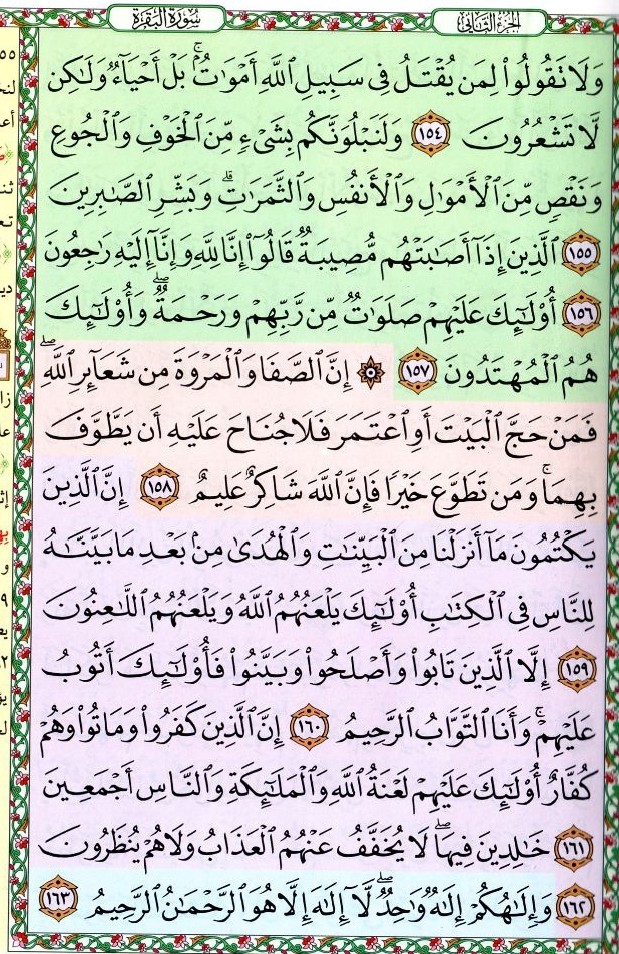 الجزء الثاني
سورة البقرة
وَلَا تَقُولُوا۟ لِمَن يُقْتَلُ فِى سَبِيلِ ٱللَّهِ أَمْوَٰتٌۢ ۚ بَلْ أَحْيَآءٌ وَلَٰكِن
لَّا تَشْعُرُونَ ١٥٤ وَلَنَبْلُوَنَّكُم بِشَىْءٍ مِّنَ ٱلْخَوْفِ وَٱلْجُوعِ
وَنَقْصٍ مِّنَ ٱلْأَمْوَٰلِ وَٱلْأَنفُسِ وَٱلثَّمَرَٰتِ ۗ وَبَشِّرِ ٱلصَّٰبِرِينَ
١٥٥ ٱلَّذِينَ إِذَآ أَصَٰبَتْهُم مُّصِيبَةٌ قَالُوٓا۟ إِنَّا لِلَّهِ وَإِنَّآ إِلَيْهِ رَٰجِعُونَ
١٥٦ أُو۟لَٰٓئِكَ عَلَيْهِمْ صَلَوَٰتٌ مِّن رَّبِّهِمْ وَرَحْمَةٌ ۖ وَأُو۟لَٰٓئِكَ
هُمُ ٱلْمُهْتَدُونَ ١٥٧ ۞ إِنَّ ٱلصَّفَا وَٱلْمَرْوَةَ مِن شَعَآئِرِ ٱللَّهِ ۖ
فَمَنْ حَجَّ ٱلْبَيْتَ أَوِ ٱعْتَمَرَ فَلَا جُنَاحَ عَلَيْهِ أَن يَطَّوَّفَ
بِهِمَا ۚ وَمَن تَطَوَّعَ خَيْرًا فَإِنَّ ٱللَّهَ شَاكِرٌ عَلِيمٌ ١٥٨ إِنَّ ٱلَّذِينَ
يَكْتُمُونَ مَآ أَنزَلْنَا مِنَ ٱلْبَيِّنَٰتِ وَٱلْهُدَىٰ مِنۢ بَعْدِ مَا بَيَّنَّٰهُ
لِلنَّاسِ فِى ٱلْكِتَٰبِ أُو۟لَٰٓئِكَ يَلْعَنُهُمُ ٱللَّهُ وَيَلْعَنُهُمُ ٱللَّٰعِنُونَ
١٥٩ إِلَّا ٱلَّذِينَ تَابُوا۟ وَأَصْلَحُوا۟ وَبَيَّنُوا۟ فَأُو۟لَٰٓئِكَ أَتُوبُ
عَلَيْهِمْ ۚ وَأَنَا ٱلتَّوَّابُ ٱلرَّحِيمُ ١٦٠ إِنَّ ٱلَّذِينَ كَفَرُوا۟ وَمَاتُوا۟ وَهُمْ
كُفَّارٌ أُو۟لَٰٓئِكَ عَلَيْهِمْ لَعْنَةُ ٱللَّهِ وَٱلْمَلَٰٓئِكَةِ وَٱلنَّاسِ أَجْمَعِينَ
١٦١ خَٰلِدِينَ فِيهَا ۖ لَا يُخَفَّفُ عَنْهُمُ ٱلْعَذَابُ وَلَا هُمْ يُنظَرُونَ
١٦٢ وَإِلَٰهُكُمْ إِلَٰهٌ وَٰحِدٌ ۖ لَّآ إِلَٰهَ إِلَّا هُوَ ٱلرَّحْمَٰنُ ٱلرَّحِيمُ ١٦٣